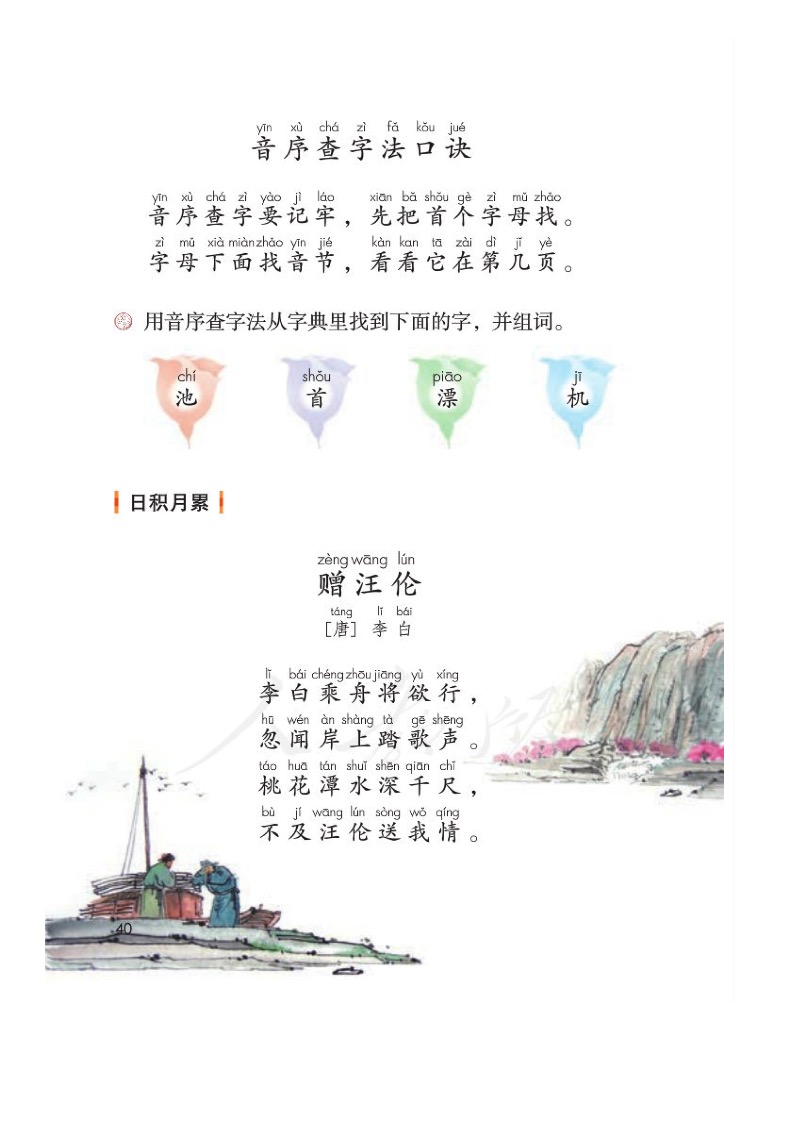 yīn xù chá zì fǎ kǒu jué
音序查字法口诀
yīn xù chá zì yào jì láo xiān bǎ shǒu gè zì mǔ zhǎo
音序查字要记牢，先把首个字母找。
zì mǔ xià miàn zhǎo yīn jié kàn kan tā zài dì jǐ yè
字母下面找音节，看看它在第几页。
用音序查字法从字典里找到下面的字，并组词。
chí shǒu piāo jī
池 首 漂 机
日积月累
zèng wāng lún
赠汪伦
táng lǐ bái
［唐］ 李白
lǐ bái chéng zhōu jiāng yù xíng
李白乘舟将欲行，
hū wén àn shàng tà gē shēng
忽闻岸上踏歌声。
táo huā tán shuǐ shēn qiān chǐ
桃花潭水深千尺，
bù jí wāng lún sòng wǒ qíng
不及汪伦送我情。
40